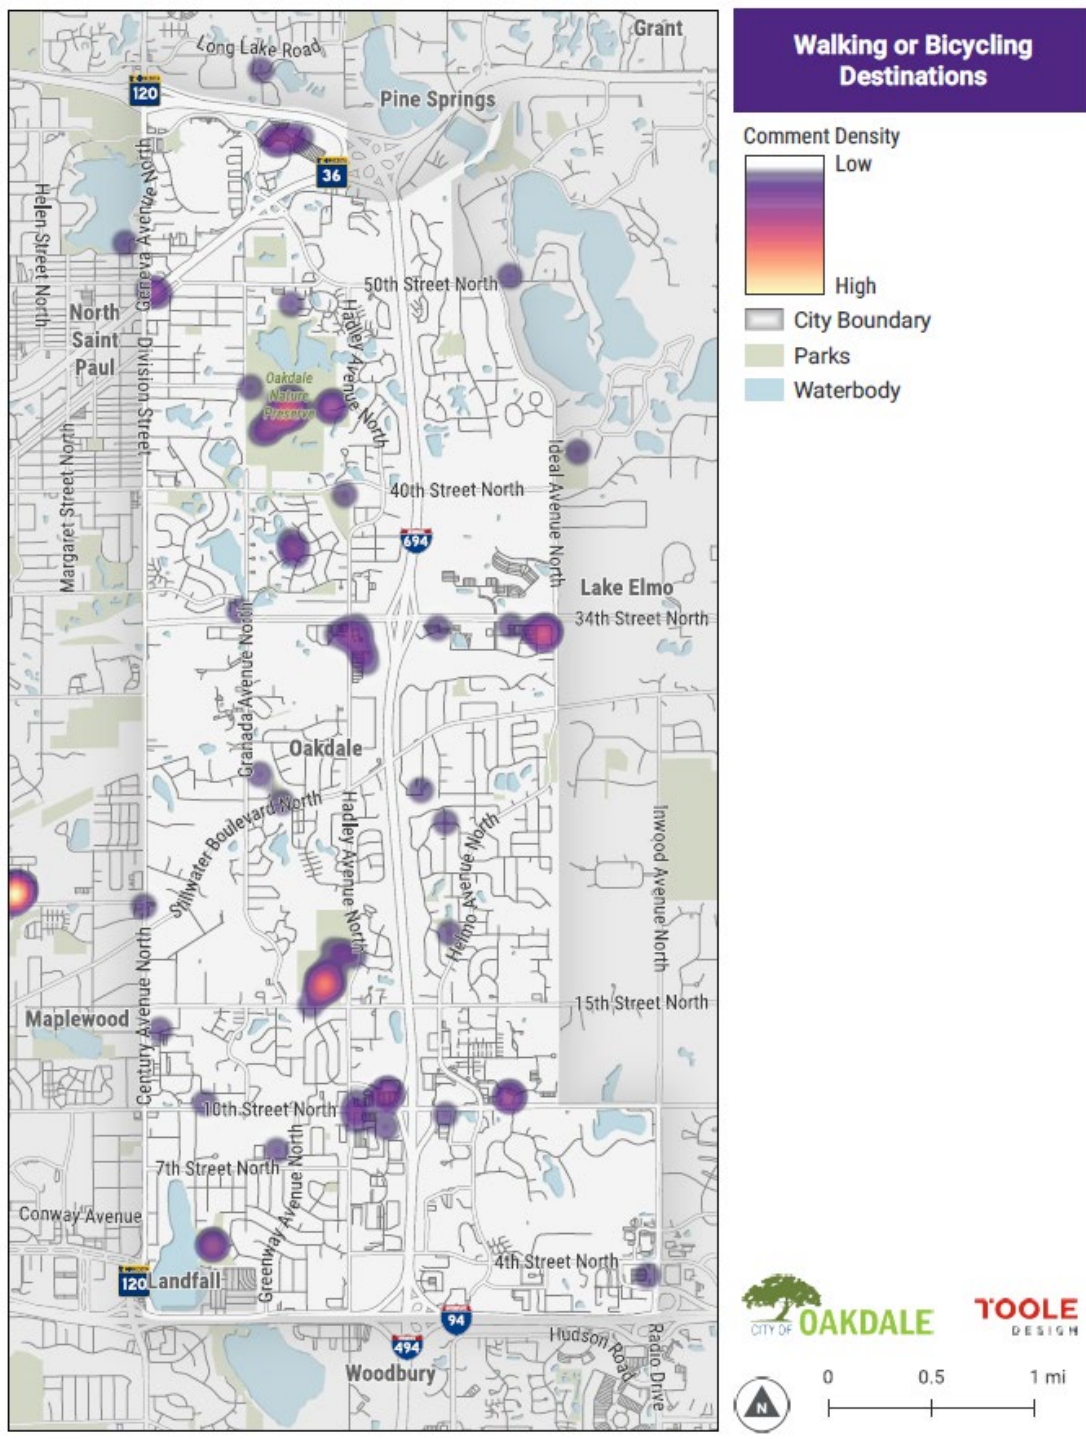 Grant
Long Lake Road
120
Pine Springs
36
Helen Street North
Geneva Avenue North
50th Street North
North
Saint
Paul
Hadley Avenue North
Division Street
Oakdale
Nature
Preserve
Margaret Street North
40th Street North
Ideal Avenue North
694
Lake Elmo
34th Street North
Granada Avenue North
Oakdale
Stillwater Boulevard North
Hadley Avenue North
Helmo Avenue North
Inwood Avenue North
15th Street North
Maplewood
Century Avenue North
10th Street North
7th Street North
Greenway Avenue North
Conway Avenue
4th Street North
120
Landfall
94
494
Hudson Road
Radio Drive
Woodbury
Walking or Bicycling
Destinations
Comment Density
Low
High
City Boundary
Parks
Waterbody
CITY OF OAKDALE
TOOLE
DESIGN
N
0 0.5 1 mi